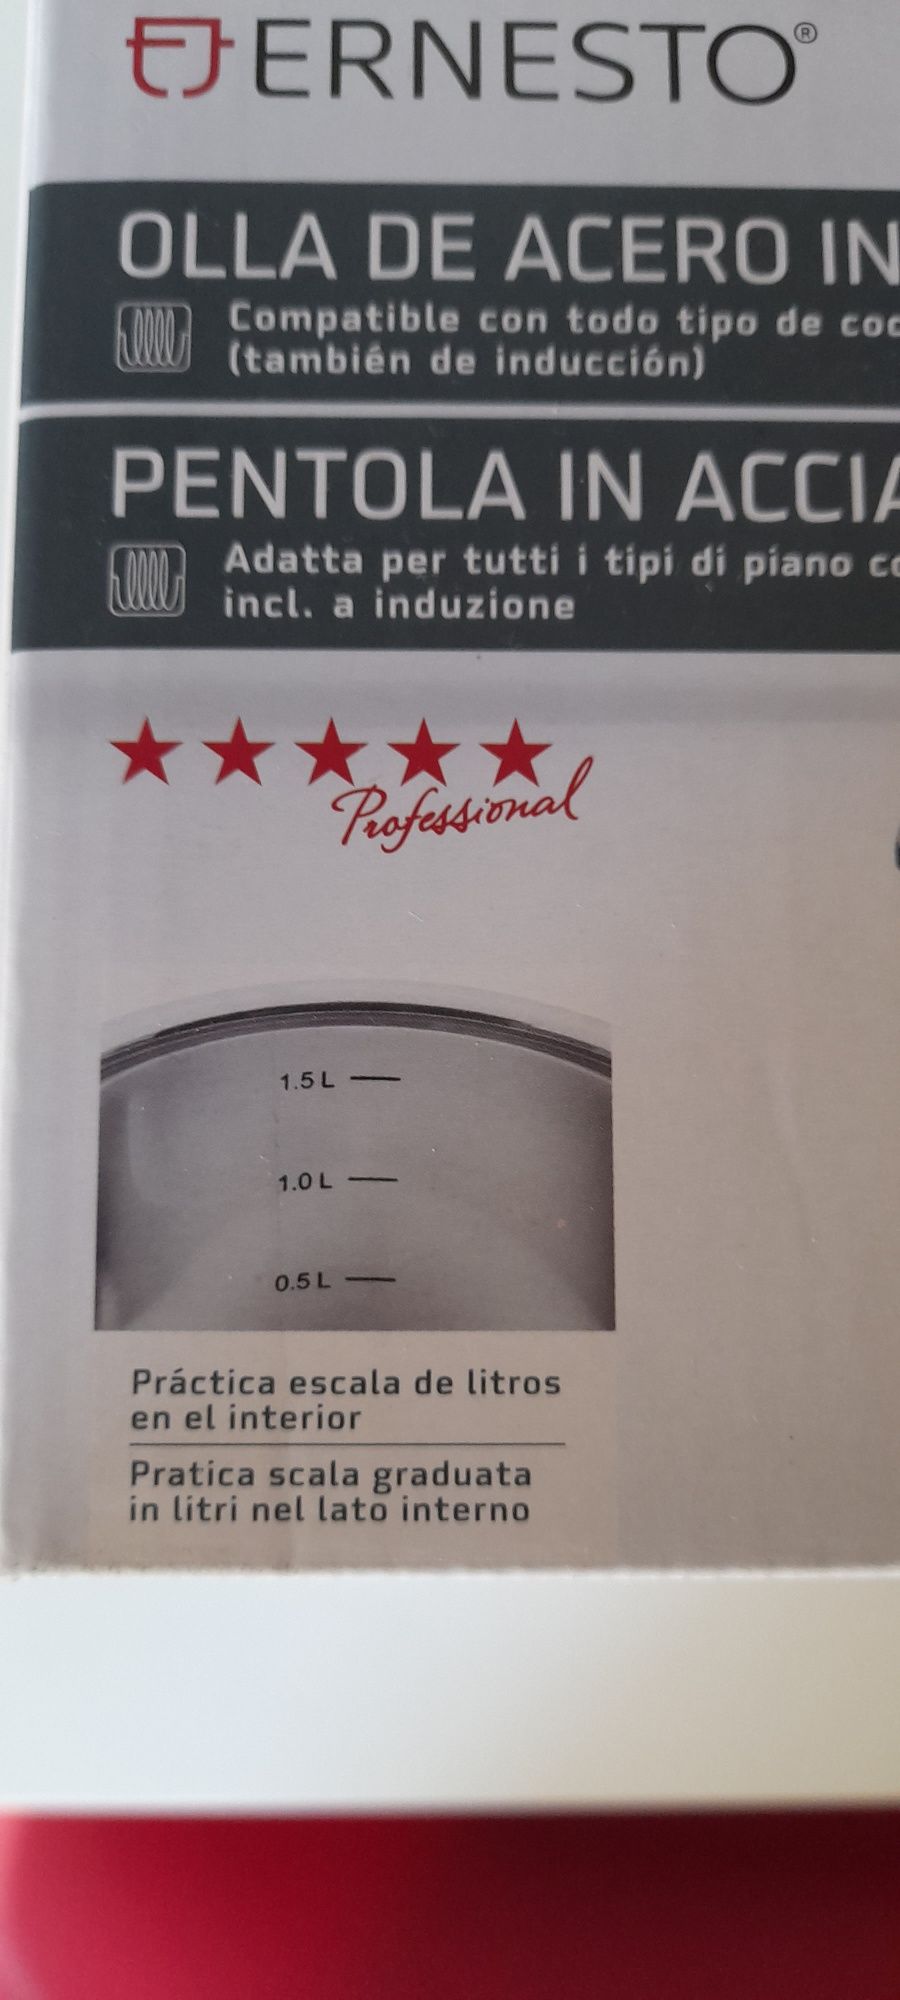 ERNESTO®
OLLA DE ACERO IN
Compatible con todo tipo de coc
(también de inducción)
PENTOLA IN ACCIA
Adatta per tutti i tipi di piano co
incl. a induzione
Professional
1.5 L
1.0 L
0.5 L
Práctica escala de litros
en el interior
Pratica scala graduata
in litri nel lato interno